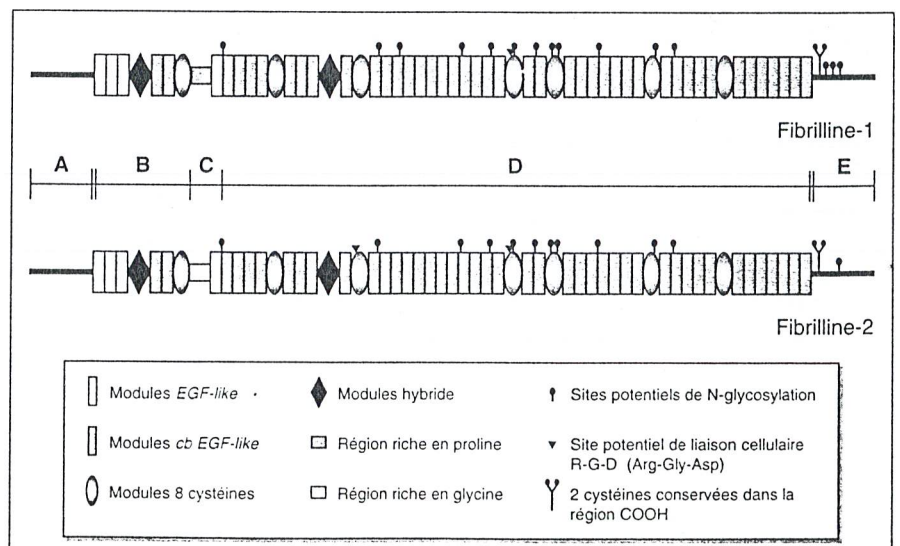 Fibrilline-1
A B C D E
Fibrilline-2
Modules EGF-like
Modules hybride
Sites potentiels de N-glycosylation
Modules cb EGF-like
Région riche en proline
Site potentiel de liaison cellulaire
R-G-D (Arg-Gly-Asp)
Modules 8 cystéines
Région riche en glycine
2 cystéines conservées dans la
région COOH